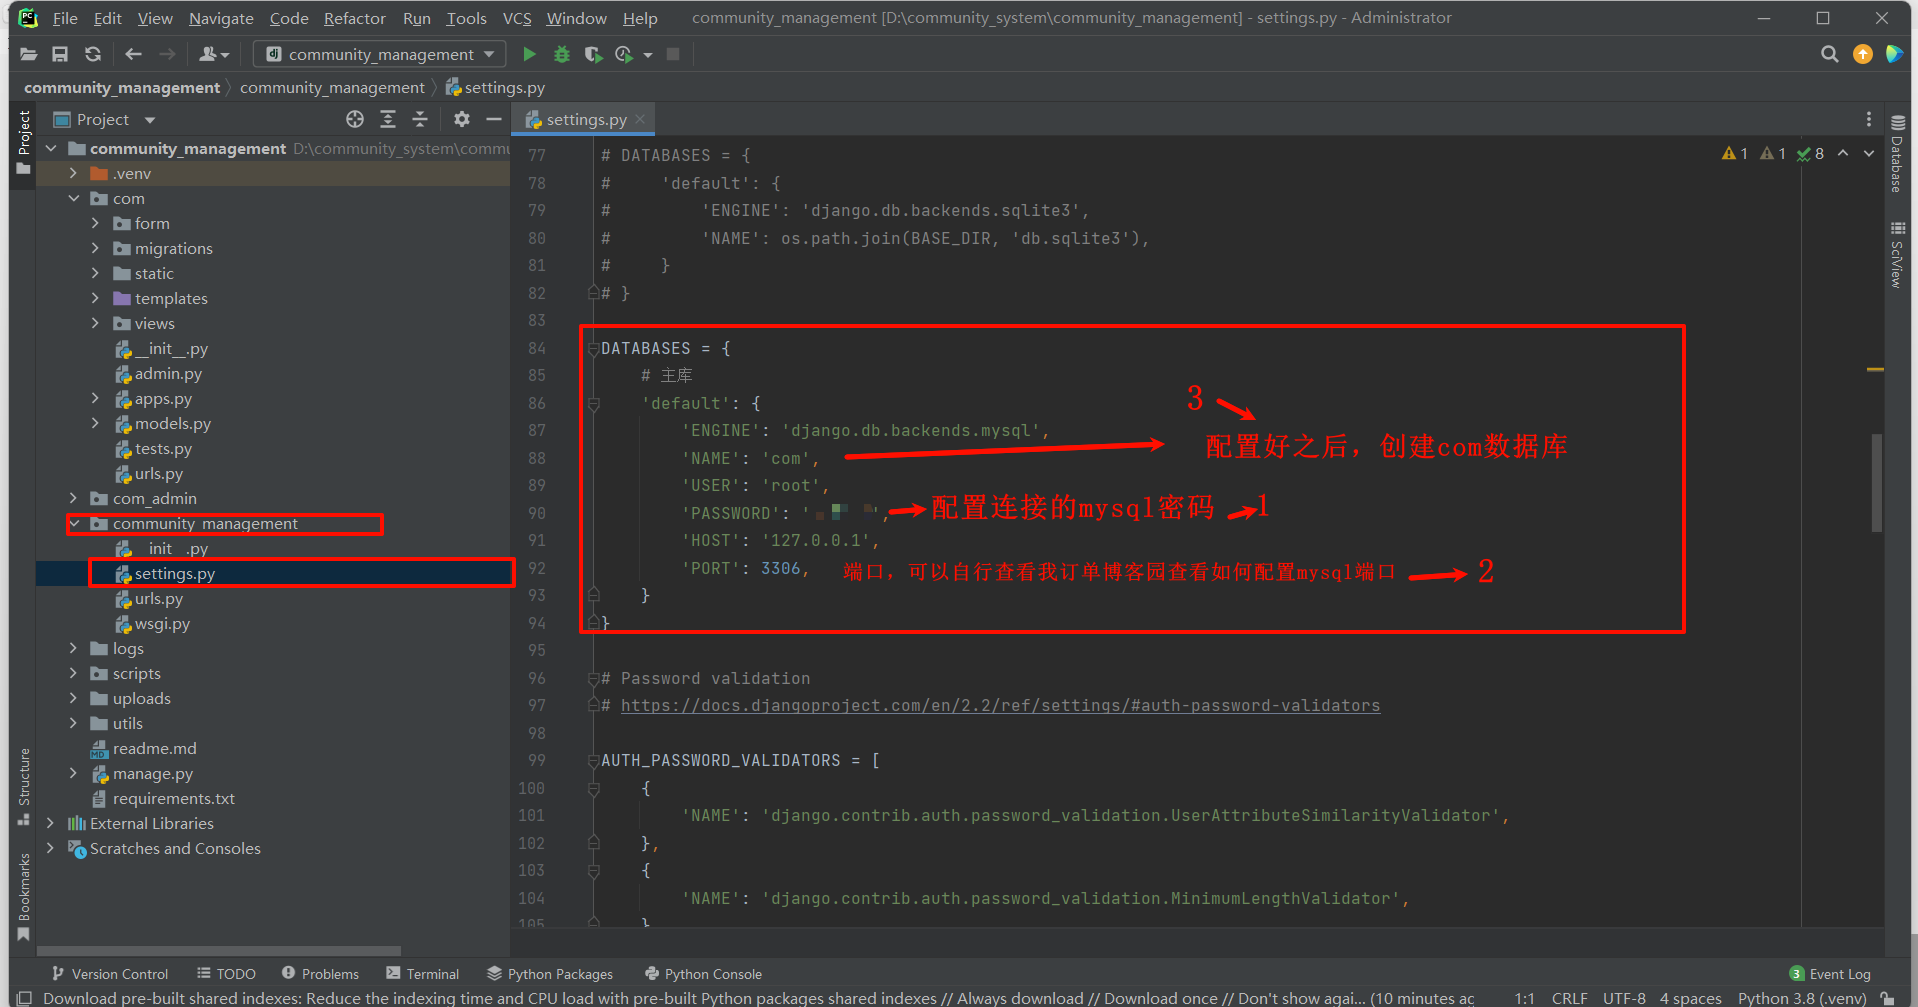 File Edit View Navigate Code Refactor Run Tools VCS Window Help community_management [D:\community_system\community_management] - settings.py - Administrator
community_management
community_management community_management settings.py
Project
settings.py
community_management D:\community_system\commu
.venv
com
form
migrations
static
templates
views
__init__.py
admin.py
apps.py
models.py
tests.py
urls.py
com_admin
community_management
__init__.py
settings.py
urls.py
wsgi.py
logs
scripts
uploads
utils
readme.md
manage.py
requirements.txt
External Libraries
Scratches and Consoles
Project
Structure
Bookmarks
77 # DATABASES = {
78 #     'default': {
79 #         'ENGINE': 'django.db.backends.sqlite3',
80 #         'NAME': os.path.join(BASE_DIR, 'db.sqlite3'),
81 #     }
82 # }
83
84 DATABASES = {
85 # 主库
86 'default': {
87 'ENGINE': 'django.db.backends.mysql',
88 'NAME': 'com',
89 'USER': 'root',
90 'PASSWORD': ' ',
91 'HOST': '127.0.0.1',
92 'PORT': 3306,
93 }
94 }
95
96 # Password validation
97 # https://docs.djangoproject.com/en/2.2/ref/settings/#auth-password-validators
98
99 AUTH_PASSWORD_VALIDATORS = [
100 {
101 'NAME': 'django.contrib.auth.password_validation.UserAttributeSimilarityValidator',
102 },
103 {
104 'NAME': 'django.contrib.auth.password_validation.MinimumLengthValidator',
105 }
3
配置好之后，创建com数据库
配置连接的mysql密码 1
端口，可以自行查看我订单博客园查看如何配置mysql端口 2
1 1 8
Database
SciView
Version Control TODO Problems Terminal Python Packages Python Console 3 Event Log
Download pre-built shared indexes: Reduce the indexing time and CPU load with pre-built Python packages shared indexes // Always download // Download once // Don't show agai... (10 minutes ac 1:1 CRLF UTF-8 4 spaces Python 3.8 (.venv)